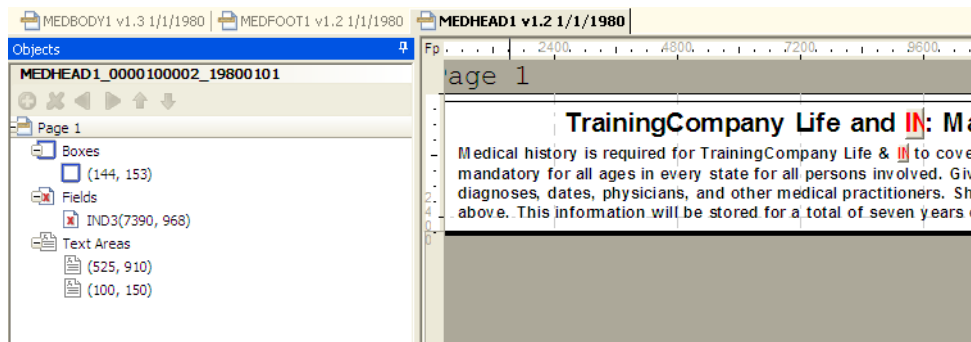 MEDBODY1 v1.3 1/1/1980 MEDFOOT1 v1.2 1/1/1980 MEDHEAD1 v1.2 1/1/1980
Objects
MEDHEAD1_0000100002_19800101
Page 1
Boxes
(144, 153)
Fields
IND3(7390, 968)
Text Areas
(525, 910)
(100, 150)
Fp 2400 4800 7200 9600
Page 1
TrainingCompany Life and IN: Ma
Medical history is required for TrainingCompany Life & IN to cove
mandatory for all ages in every state for all persons involved. Giv
diagnoses, dates, physicians, and other medical practitioners. Sh
above. This information will be stored for a total of seven years
2400